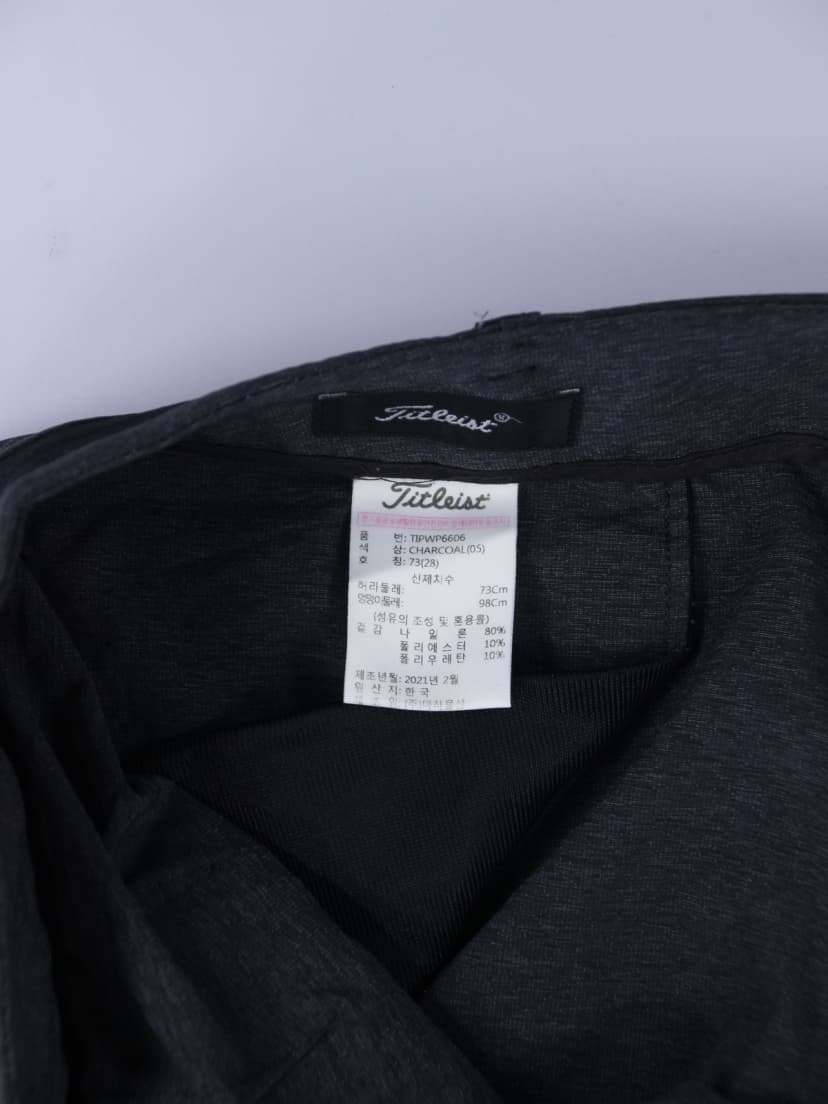 Titleist®
Titleist
품 번: TIPWP6606
색 상: CHARCOAL(05)
호 칭: 73(28)
신체치수
허리둘레: 73Cm
엉덩이둘레: 98Cm
(섬유의 조성 및 혼용률)
겉감 나일론 80%
폴리에스터 10%
폴리우레탄 10%
제조년월: 2021년 2월
원산지: 한국